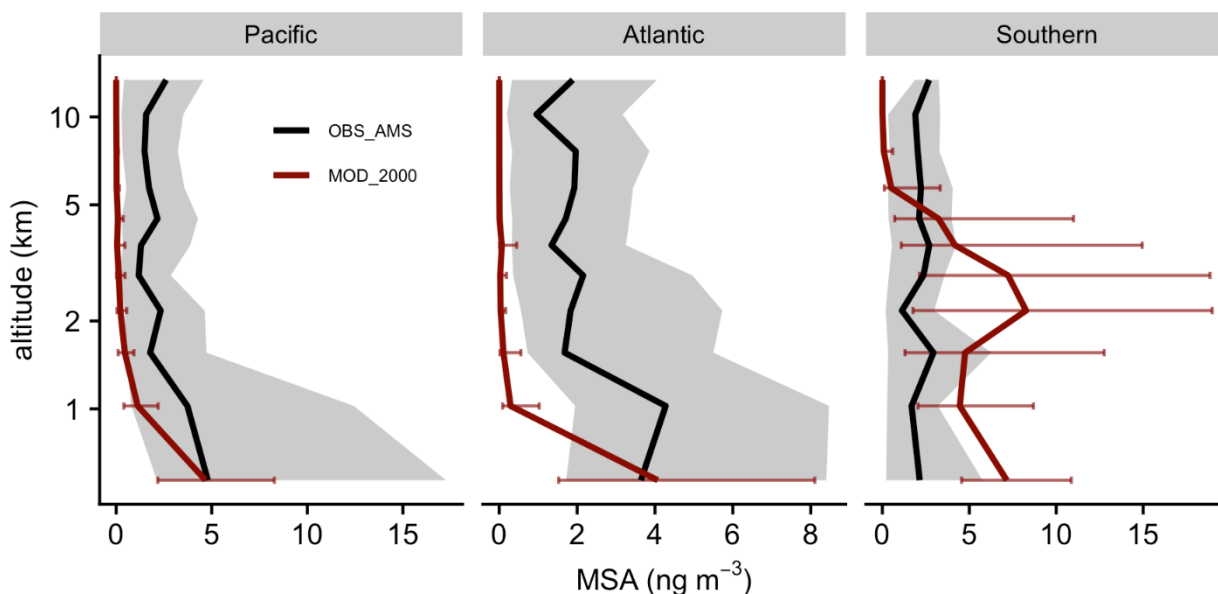 Pacific
Atlantic
Southern
altitude (km)
10
5
2
1
OBS_AMS
MOD_2000
0 5 10 15
0 2 4 6 8
0 5 10 15
MSA (ng m⁻³)